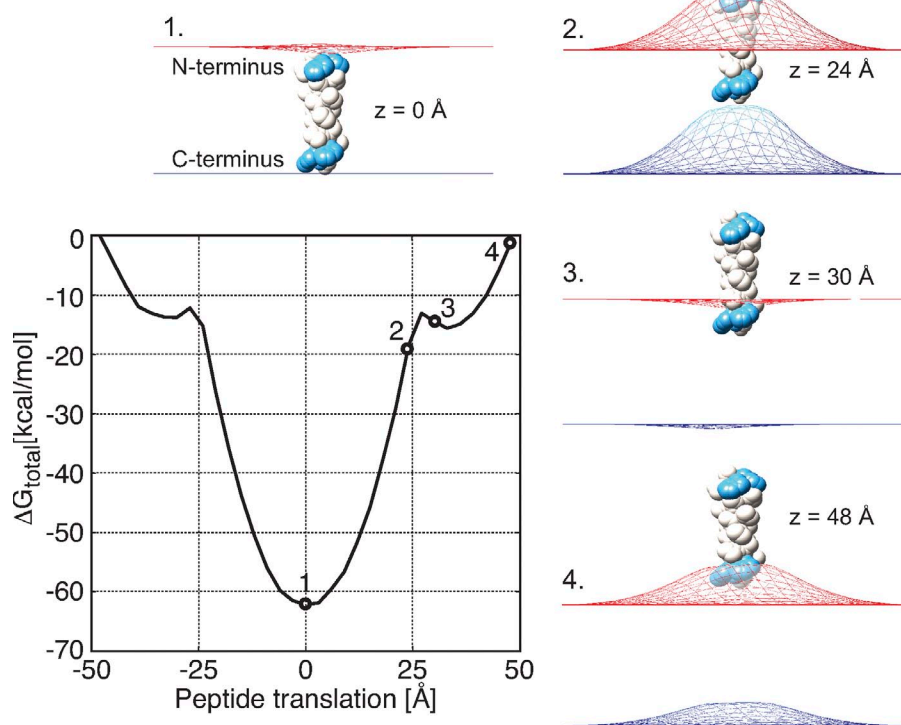 1.
N-terminus
z = 0 Å
C-terminus
2.
z = 24 Å
3.
z = 30 Å
z = 48 Å
4.
ΔG_total[kcal/mol]
0
-10
-20
-30
-40
-50
-60
-70
1
2
3
4
-50 -25 0 25 50
Peptide translation [Å]